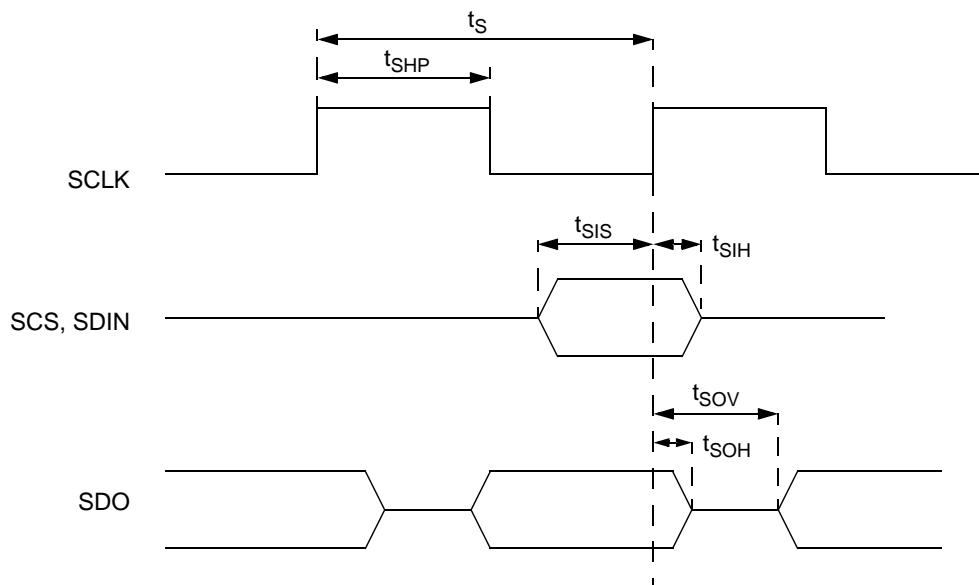 tS
tSHP
SCLK
tSIS
tSIH
SCS, SDIN
tSOV
tSOH
SDO